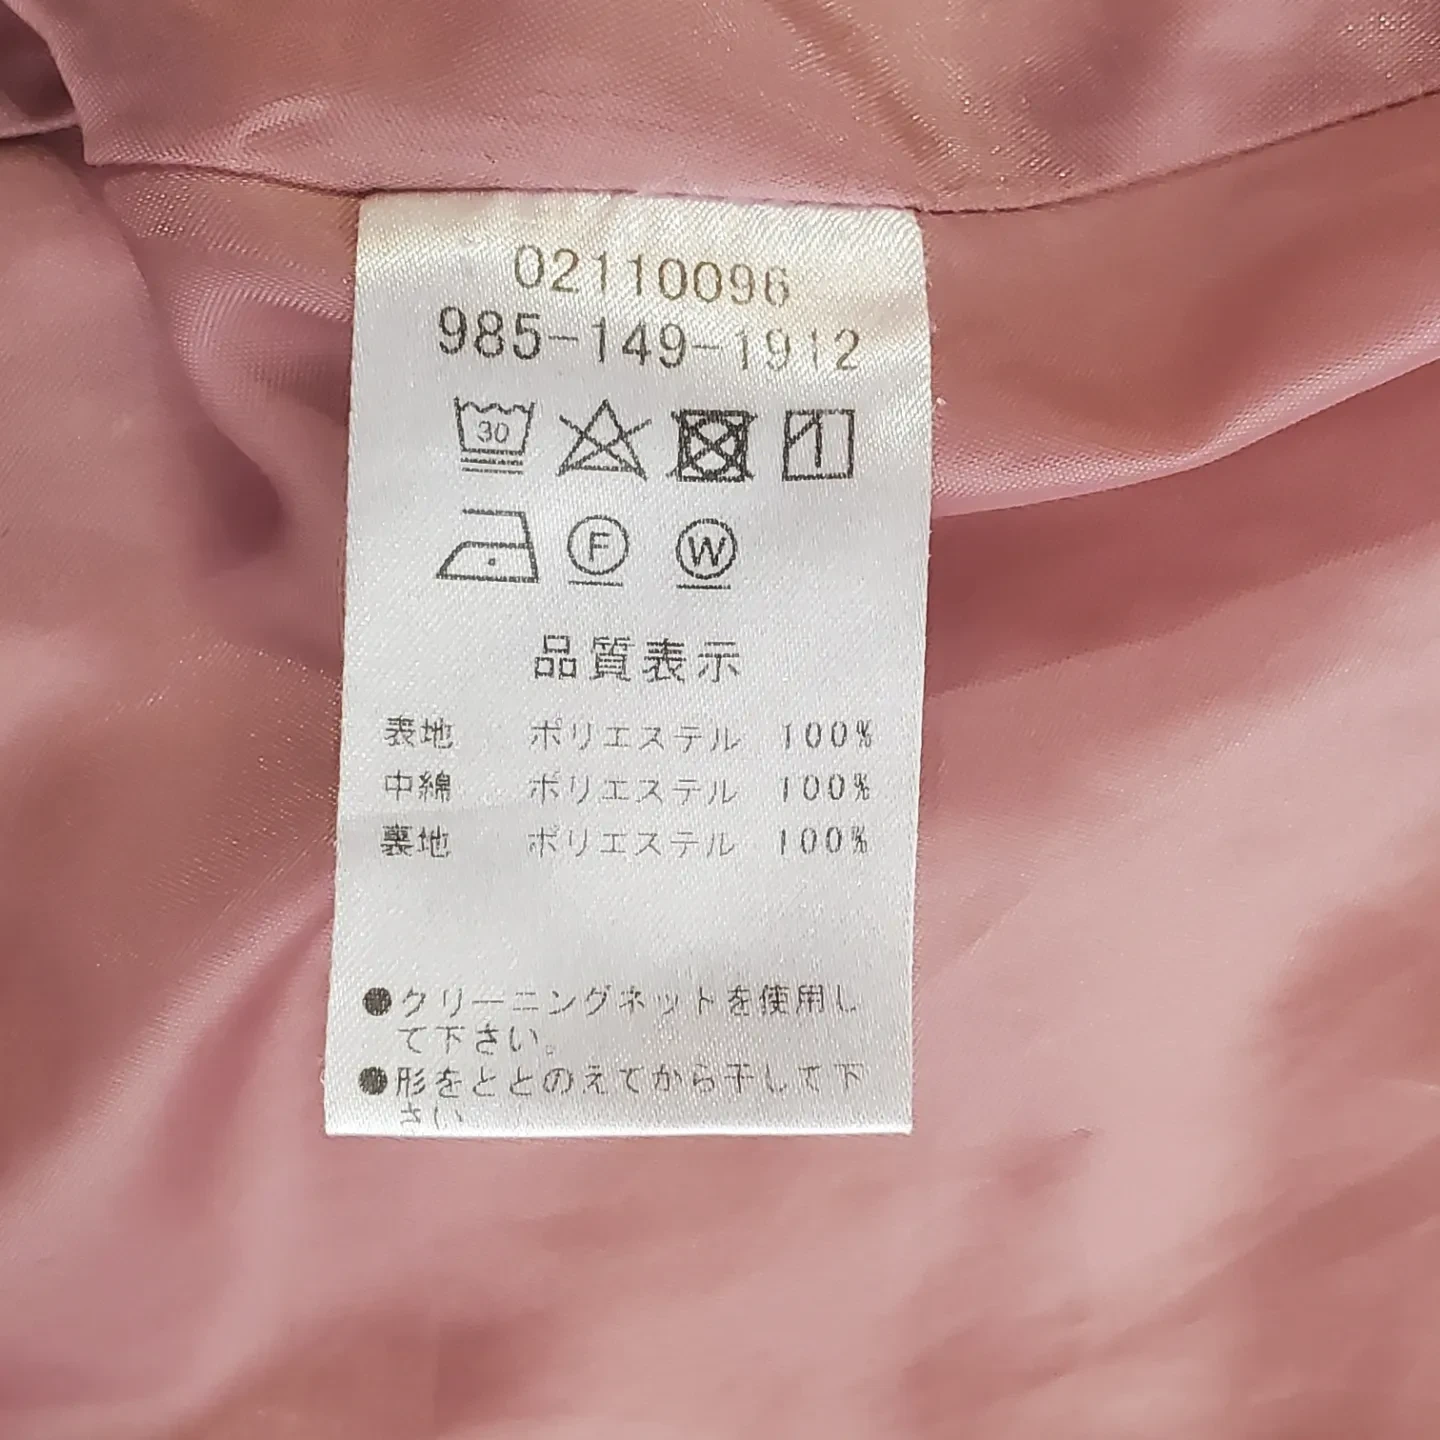 02110096
985-149-1912
30
F W
品質表示
表地 ポリエステル 100%
中綿 ポリエステル 100%
裏地 ポリエステル 100%
●クリーニングネットを使用し
て下さい。
●形をととのえてから干して下
さい